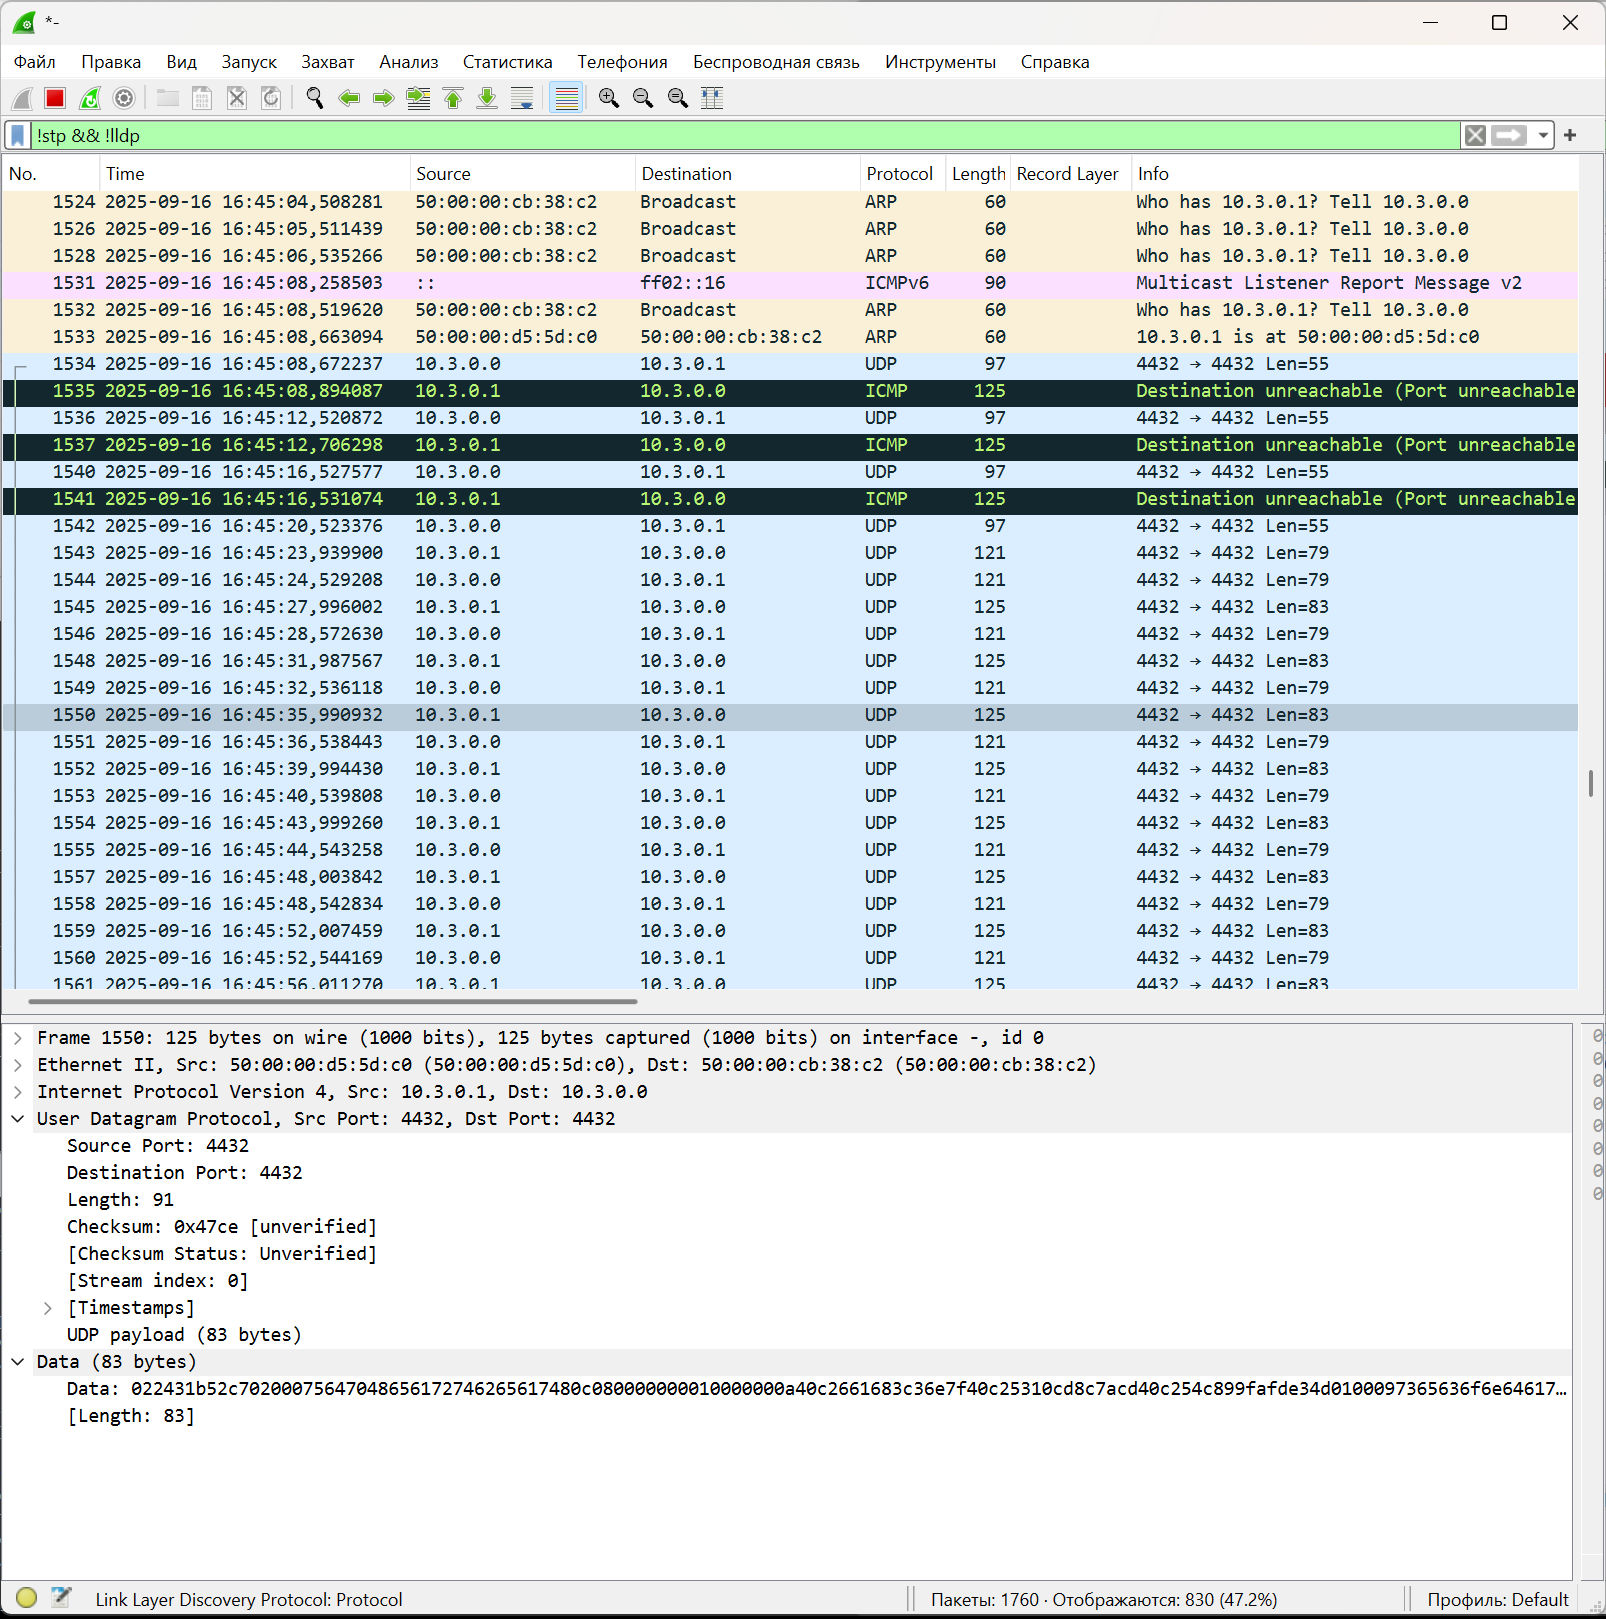 *-
Файл Правка Вид Запуск Захват Анализ Статистика Телефония Беспроводная связь Инструменты Справка
!stp && !lldp
No. Time Source Destination Protocol Length Record Layer Info
1524 2025-09-16 16:45:04,508281 50:00:00:cb:38:c2 Broadcast ARP 60 Who has 10.3.0.1? Tell 10.3.0.0
1526 2025-09-16 16:45:05,511439 50:00:00:cb:38:c2 Broadcast ARP 60 Who has 10.3.0.1? Tell 10.3.0.0
1528 2025-09-16 16:45:06,535266 50:00:00:cb:38:c2 Broadcast ARP 60 Who has 10.3.0.1? Tell 10.3.0.0
1531 2025-09-16 16:45:08,258503 :: ff02::16 ICMPv6 90 Multicast Listener Report Message v2
1532 2025-09-16 16:45:08,519620 50:00:00:cb:38:c2 Broadcast ARP 60 Who has 10.3.0.1? Tell 10.3.0.0
1533 2025-09-16 16:45:08,663094 50:00:00:d5:5d:c0 50:00:00:cb:38:c2 ARP 60 10.3.0.1 is at 50:00:00:d5:5d:c0
1534 2025-09-16 16:45:08,672237 10.3.0.0 10.3.0.1 UDP 97 4432 → 4432 Len=55
1535 2025-09-16 16:45:08,894087 10.3.0.1 10.3.0.0 ICMP 125 Destination unreachable (Port unreachable
1536 2025-09-16 16:45:12,520872 10.3.0.0 10.3.0.1 UDP 97 4432 → 4432 Len=55
1537 2025-09-16 16:45:12,706298 10.3.0.1 10.3.0.0 ICMP 125 Destination unreachable (Port unreachable
1540 2025-09-16 16:45:16,527577 10.3.0.0 10.3.0.1 UDP 97 4432 → 4432 Len=55
1541 2025-09-16 16:45:16,531074 10.3.0.1 10.3.0.0 ICMP 125 Destination unreachable (Port unreachable
1542 2025-09-16 16:45:20,523376 10.3.0.0 10.3.0.1 UDP 97 4432 → 4432 Len=55
1543 2025-09-16 16:45:23,939900 10.3.0.1 10.3.0.0 UDP 121 4432 → 4432 Len=79
1544 2025-09-16 16:45:24,529208 10.3.0.0 10.3.0.1 UDP 121 4432 → 4432 Len=79
1545 2025-09-16 16:45:27,996002 10.3.0.1 10.3.0.0 UDP 125 4432 → 4432 Len=83
1546 2025-09-16 16:45:28,572630 10.3.0.0 10.3.0.1 UDP 121 4432 → 4432 Len=79
1548 2025-09-16 16:45:31,987567 10.3.0.1 10.3.0.0 UDP 125 4432 → 4432 Len=83
1549 2025-09-16 16:45:32,536118 10.3.0.0 10.3.0.1 UDP 121 4432 → 4432 Len=79
1550 2025-09-16 16:45:35,990932 10.3.0.1 10.3.0.0 UDP 125 4432 → 4432 Len=83
1551 2025-09-16 16:45:36,538443 10.3.0.0 10.3.0.1 UDP 121 4432 → 4432 Len=79
1552 2025-09-16 16:45:39,994430 10.3.0.1 10.3.0.0 UDP 125 4432 → 4432 Len=83
1553 2025-09-16 16:45:40,539808 10.3.0.0 10.3.0.1 UDP 121 4432 → 4432 Len=79
1554 2025-09-16 16:45:43,999260 10.3.0.1 10.3.0.0 UDP 125 4432 → 4432 Len=83
1555 2025-09-16 16:45:44,543258 10.3.0.0 10.3.0.1 UDP 121 4432 → 4432 Len=79
1557 2025-09-16 16:45:48,003842 10.3.0.1 10.3.0.0 UDP 125 4432 → 4432 Len=83
1558 2025-09-16 16:45:48,542834 10.3.0.0 10.3.0.1 UDP 121 4432 → 4432 Len=79
1559 2025-09-16 16:45:52,007459 10.3.0.1 10.3.0.0 UDP 125 4432 → 4432 Len=83
1560 2025-09-16 16:45:52,544169 10.3.0.0 10.3.0.1 UDP 121 4432 → 4432 Len=79
1561 2025-09-16 16:45:56,011270 10.3.0.1 10.3.0.0 UDP 125 4432 → 4432 Len=83
Frame 1550: 125 bytes on wire (1000 bits), 125 bytes captured (1000 bits) on interface -, id 0
Ethernet II, Src: 50:00:00:d5:5d:c0 (50:00:00:d5:5d:c0), Dst: 50:00:00:cb:38:c2 (50:00:00:cb:38:c2)
Internet Protocol Version 4, Src: 10.3.0.1, Dst: 10.3.0.0
User Datagram Protocol, Src Port: 4432, Dst Port: 4432
Source Port: 4432
Destination Port: 4432
Length: 91
Checksum: 0x47ce [unverified]
[Checksum Status: Unverified]
[Stream index: 0]
[Timestamps]
UDP payload (83 bytes)
Data (83 bytes)
Data: 022431b52c7020007564704865617274626561748​0c080000000010000000a40c2661683c36e7f40c25310cd8c7acd40c254c899fafde34d0100097365636f6e64617…
[Length: 83]
0
0
0
0
0
0
0
0
Link Layer Discovery Protocol: Protocol
Пакеты: 1760 · Отображаются: 830 (47.2%)
Профиль: Default